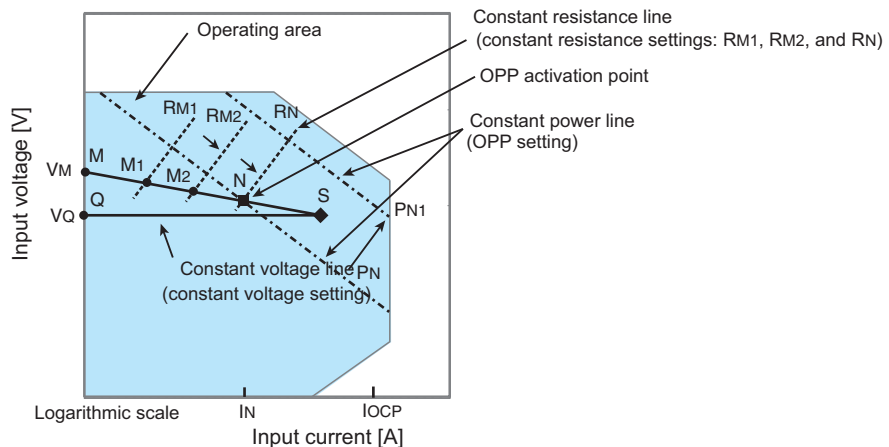 Constant resistance line
(constant resistance settings: RM1, RM2, and RN)
Operating area
OPP activation point
RM1
RM2
RN
Constant power line
(OPP setting)
Input voltage [V]
VM
M
M1
M2
N
S
PN1
VQ
Q
Constant voltage line
PN
(constant voltage setting)
Logarithmic scale
IN
IOCP
Input current [A]